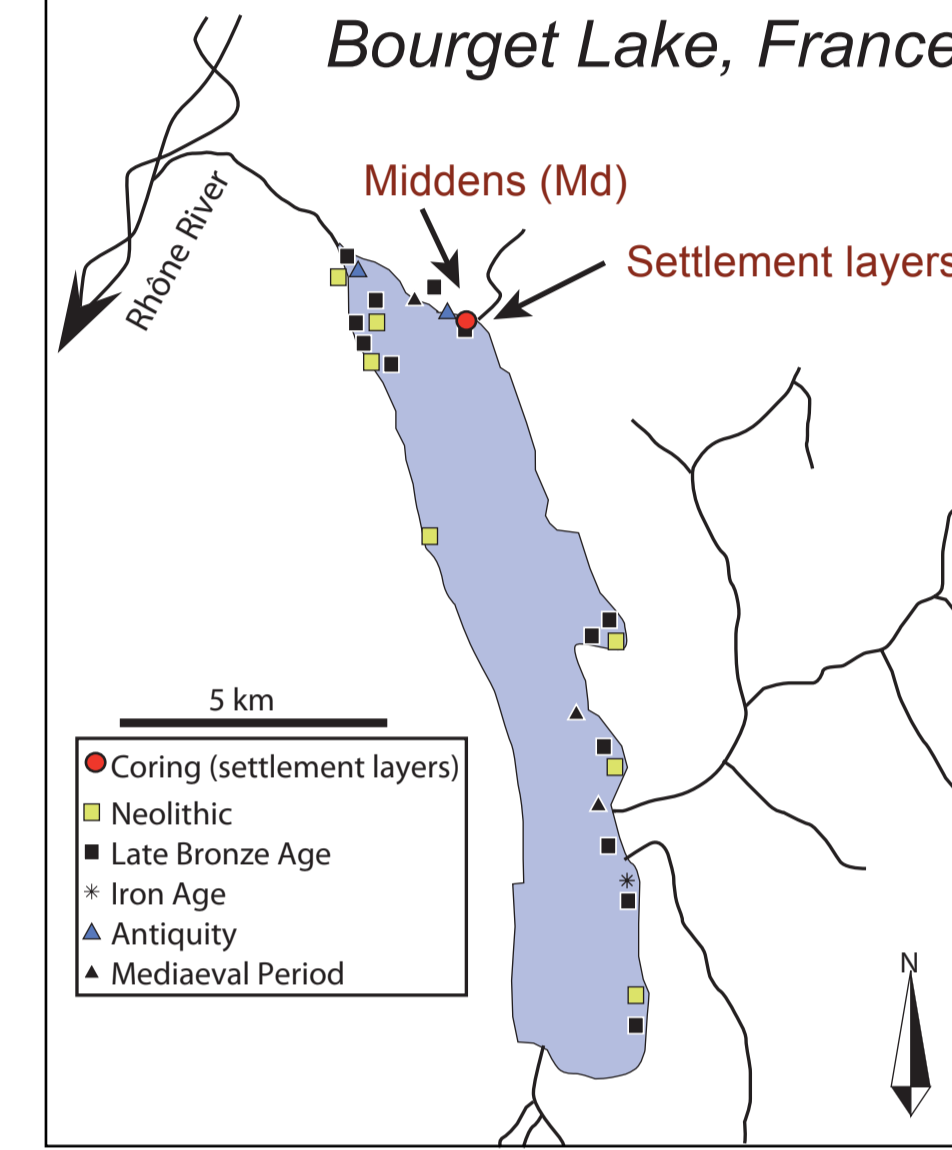 Bourget Lake, France
Middens (Md)
Settlement layers
Rhône River
5 km
Coring (settlement layers)
Neolithic
Late Bronze Age
Iron Age
Antiquity
Mediaeval Period
N